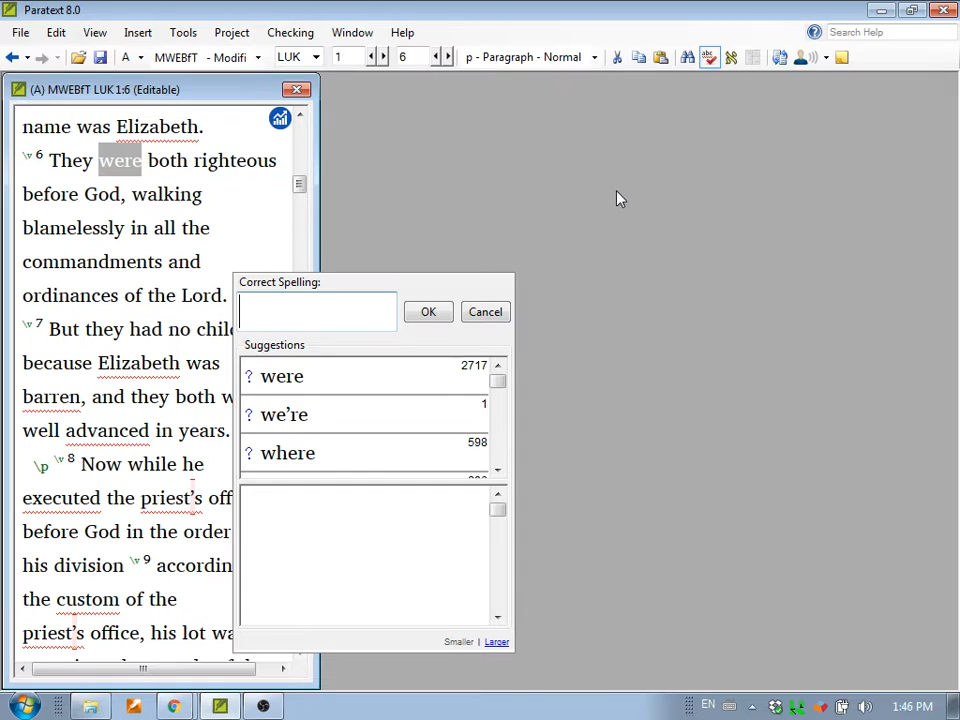 Paratext 8.0
File Edit View Insert Tools Project Checking Window Help Search Help
A MWEBfT - Modifi LUK 1 6 p - Paragraph - Normal
(A) MWEBfT LUK 1:6 (Editable)
name was Elizabeth.
\v 6 They were both righteous
before God, walking
blamelessly in all the
commandments and
ordinances of the Lord.
\v 7 But they had no chil
because Elizabeth was
barren, and they both w
well advanced in years.
\p \v 8 Now while he
executed the priest’s off
before God in the order
his division \v 9 accordin
the custom of the
priest’s office, his lot wa
Correct Spelling:
OK Cancel
Suggestions
? were 2717
? we’re 1
? where 598
Smaller | Larger
EN 1:46 PM